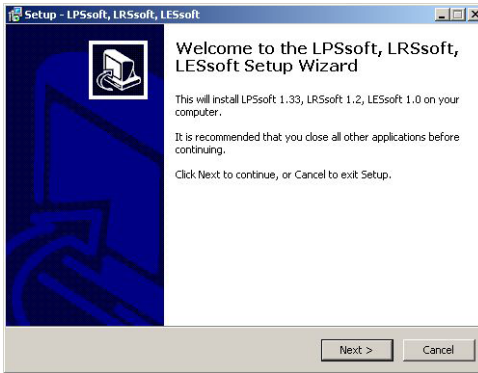 Setup - LPSsoft, LRSsoft, LESsoft
Welcome to the LPSsoft, LRSsoft,
LESsoft Setup Wizard
This will install LPSsoft 1.33, LRSsoft 1.2, LESsoft 1.0 on your
computer.
It is recommended that you close all other applications before
continuing.
Click Next to continue, or Cancel to exit Setup.
Next >
Cancel